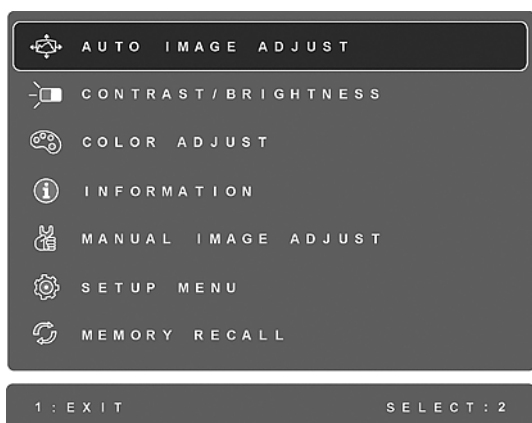 AUTO IMAGE ADJUST
CONTRAST/BRIGHTNESS
COLOR ADJUST
INFORMATION
MANUAL IMAGE ADJUST
SETUP MENU
MEMORY RECALL
1:EXIT SELECT:2